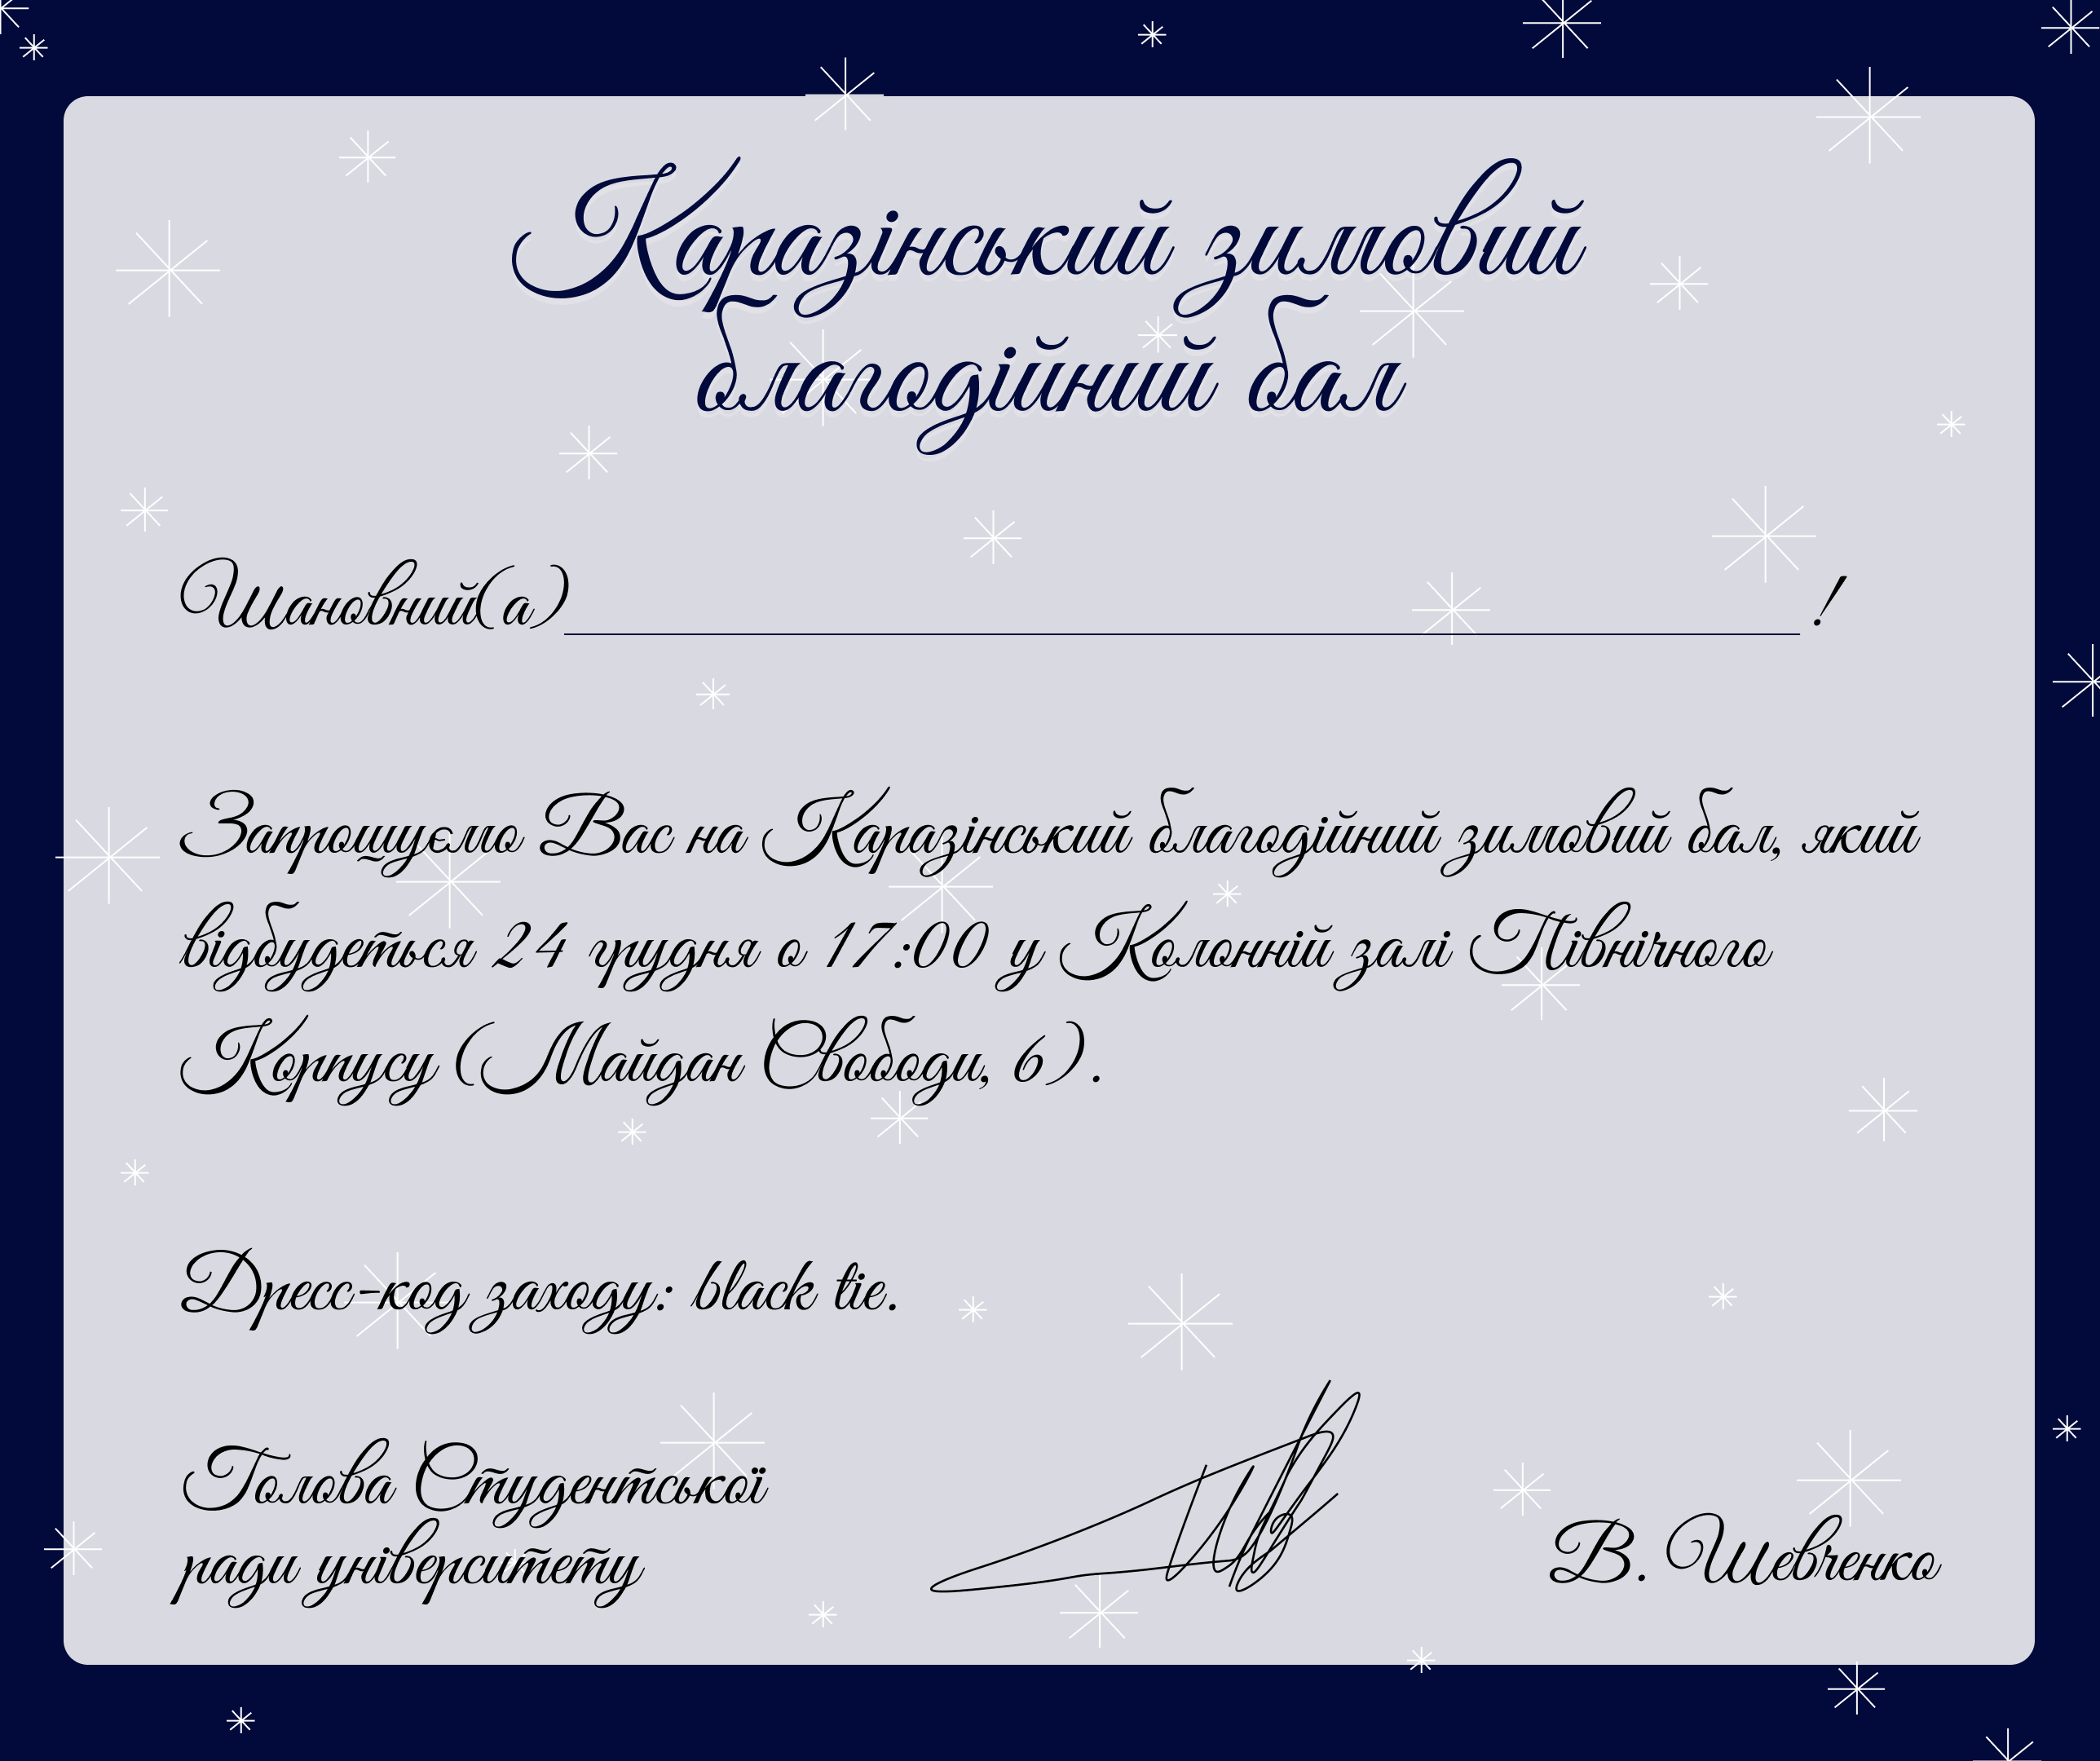 Каразінський зимовий
благодійний бал
Шановний(а)____________________!
Запрошуємо Вас на Каразінський благодійний зимовий бал, який
відбудеться 24 грудня о 17:00 у Колонній залі Північного
Корпусу (Майдан Свободи, 6).
Дресс-код заходу: black tie.
Голова Студентської
ради університету
В. Шевченко